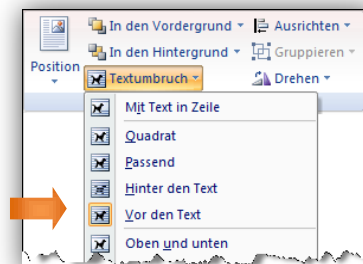 In den Vordergrund
Ausrichten
In den Hintergrund
Gruppieren
Position
Textumbruch
Drehen
Mit Text in Zeile
Quadrat
Passend
Hinter den Text
Vor den Text
Oben und unten